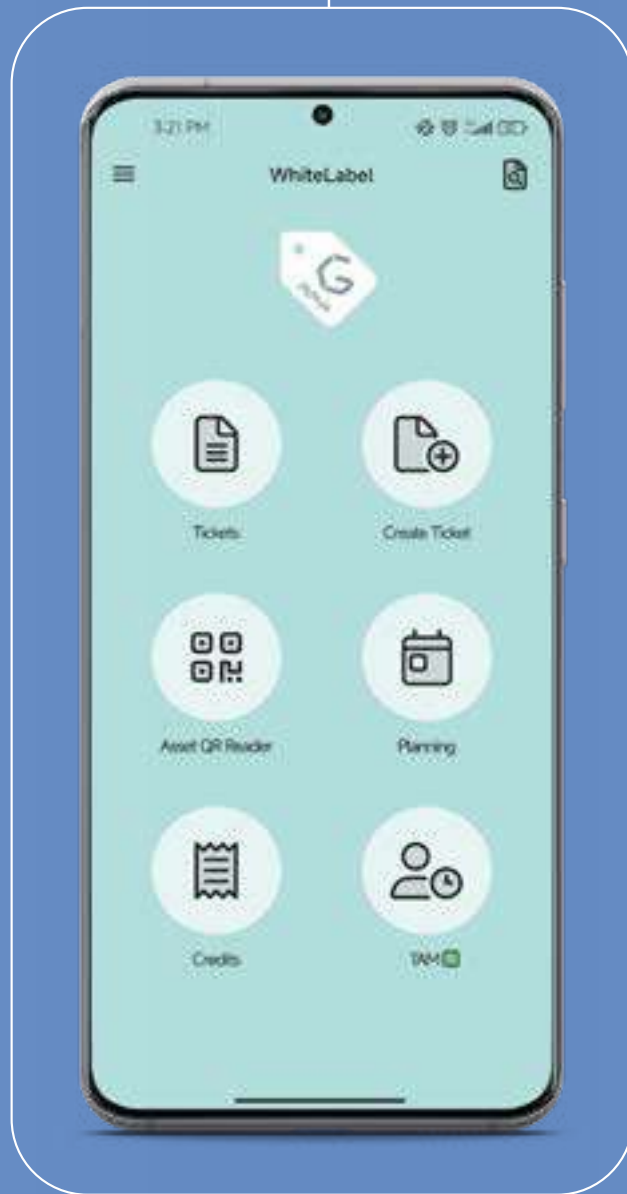 3:21 PM
WhiteLabel
G
Tickets
Create Ticket
Asset QR Reader
Planning
Credits
TAM